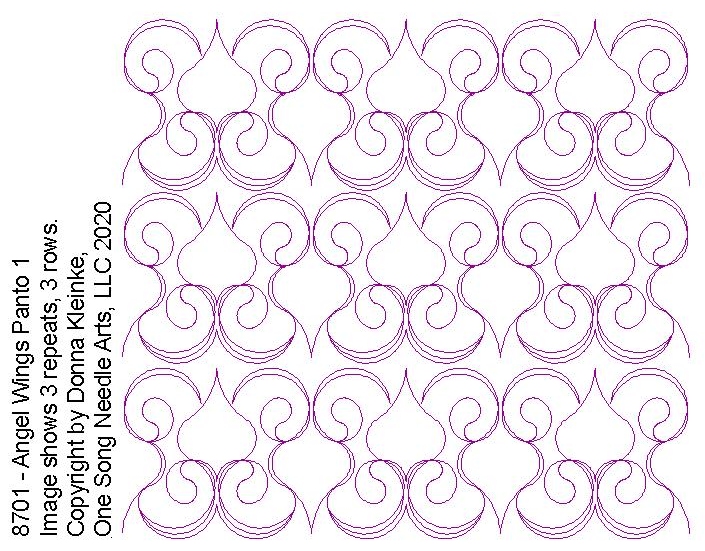 8701 - Angel Wings Panto 1
Image shows 3 repeats, 3 rows.
Copyright by Donna Kleinke,
One Song Needle Arts, LLC 2020